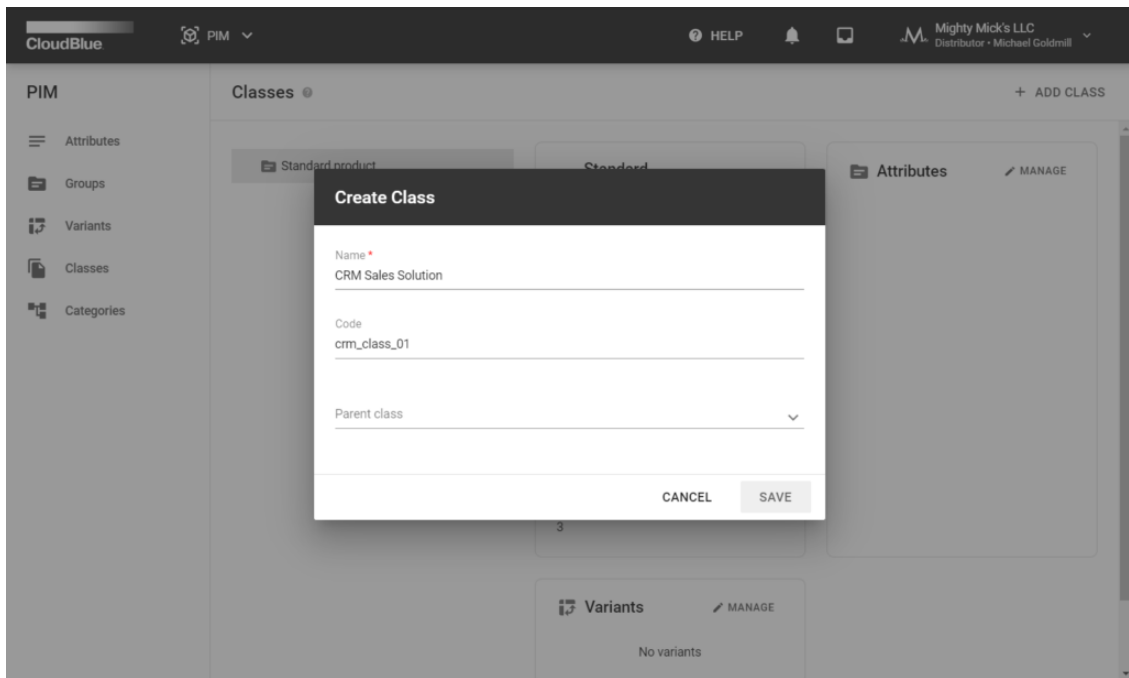 CloudBlue
PIM
HELP
Mighty Mick's LLC
Distributor • Michael Goldmill
PIM
Classes
+ ADD CLASS
Attributes
Groups
Variants
Classes
Categories
Standard product
Standard
Attributes
MANAGE
Create Class
Name *
CRM Sales Solution
Code
crm_class_01
Parent class
CANCEL
SAVE
3
Variants
MANAGE
No variants